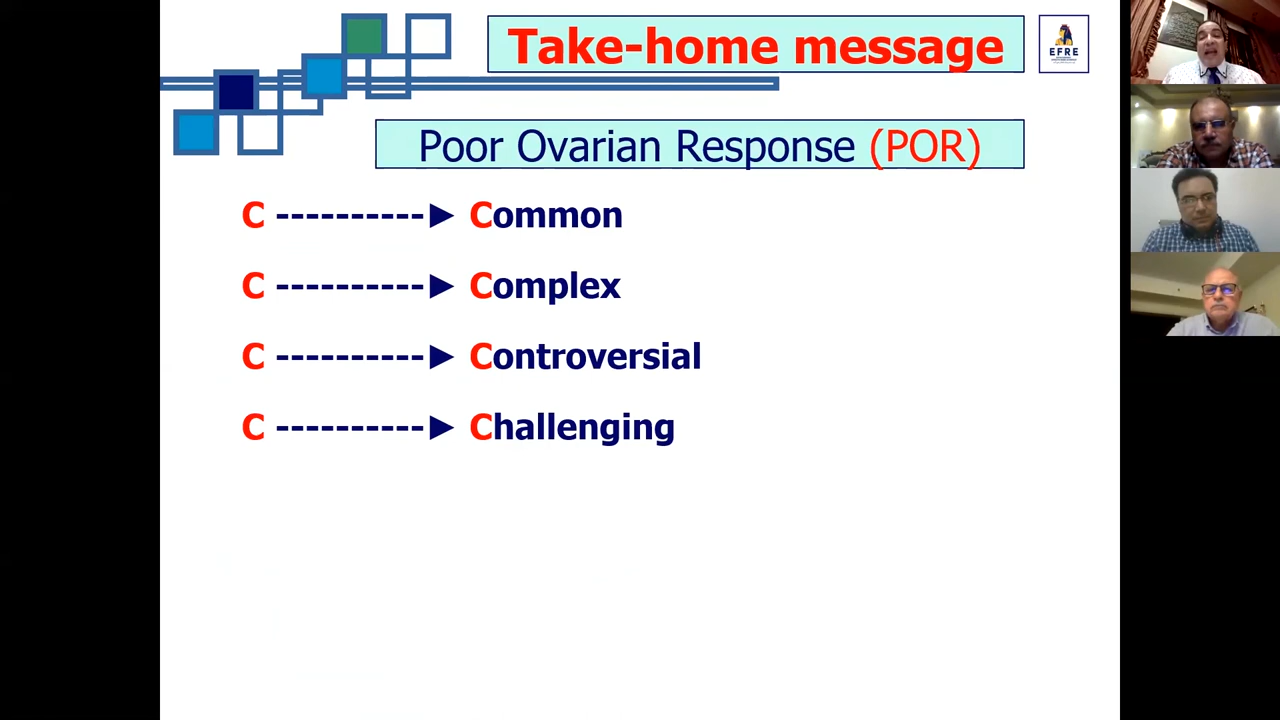 Take-home message
EFRE
Poor Ovarian Response (POR)
C ----------► Common
C ----------► Complex
C ----------► Controversial
C ----------► Challenging